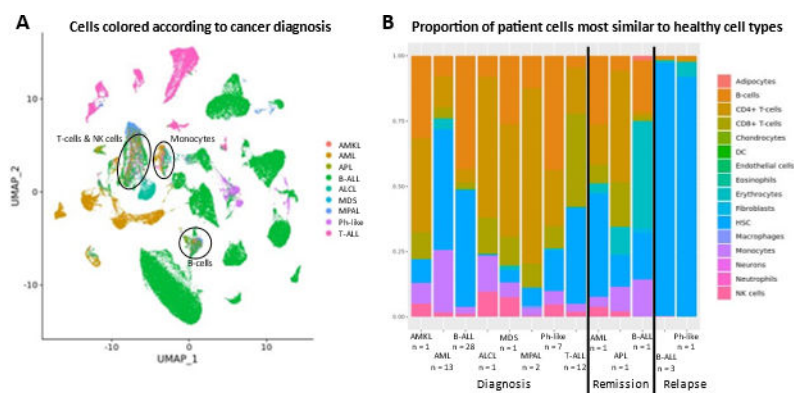 A
Cells colored according to cancer diagnosis
UMAP_2
10
0
-10
-10
0
10
UMAP_1
T-cells & NK cells
Monocytes
B-cells
AMKL
AML
APL
B-ALL
ALCL
MDS
MPAL
Ph-like
T-ALL
B
Proportion of patient cells most similar to healthy cell types
1.00
0.75
0.50
0.25
0.00
AMKL
n = 1
AML
n = 13
B-ALL
n = 28
ALCL
n = 1
MDS
n = 1
MPAL
n = 2
Ph-like
n = 7
T-ALL
n = 12
AML
n = 1
APL
n = 1
B-ALL
n = 1
B-ALL
n = 3
Ph-like
n = 1
Diagnosis
Remission
Relapse
Adipocytes
B-cells
CD4+ T-cells
CD8+ T-cells
Chondrocytes
DC
Endothelial cells
Eosinophils
Erythrocytes
Fibroblasts
HSC
Macrophages
Monocytes
Neurons
Neutrophils
NK cells